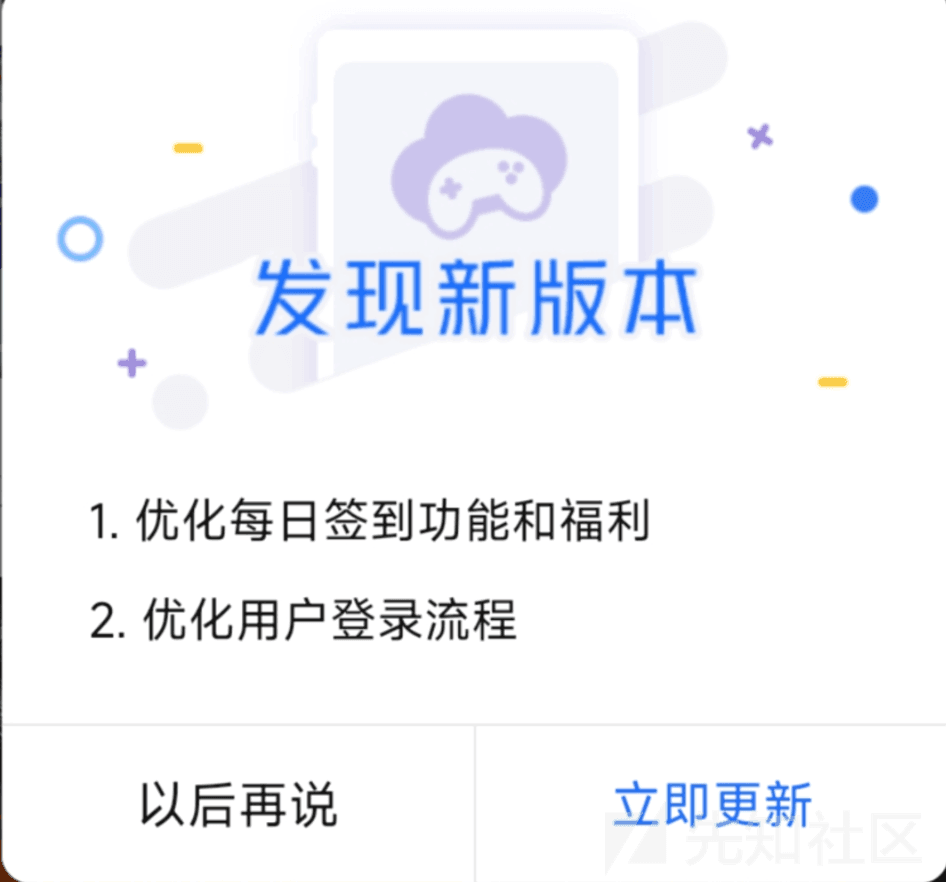 发现新版本
1. 优化每日签到功能和福利
2. 优化用户登录流程
以后再说
立即更新
先知社区